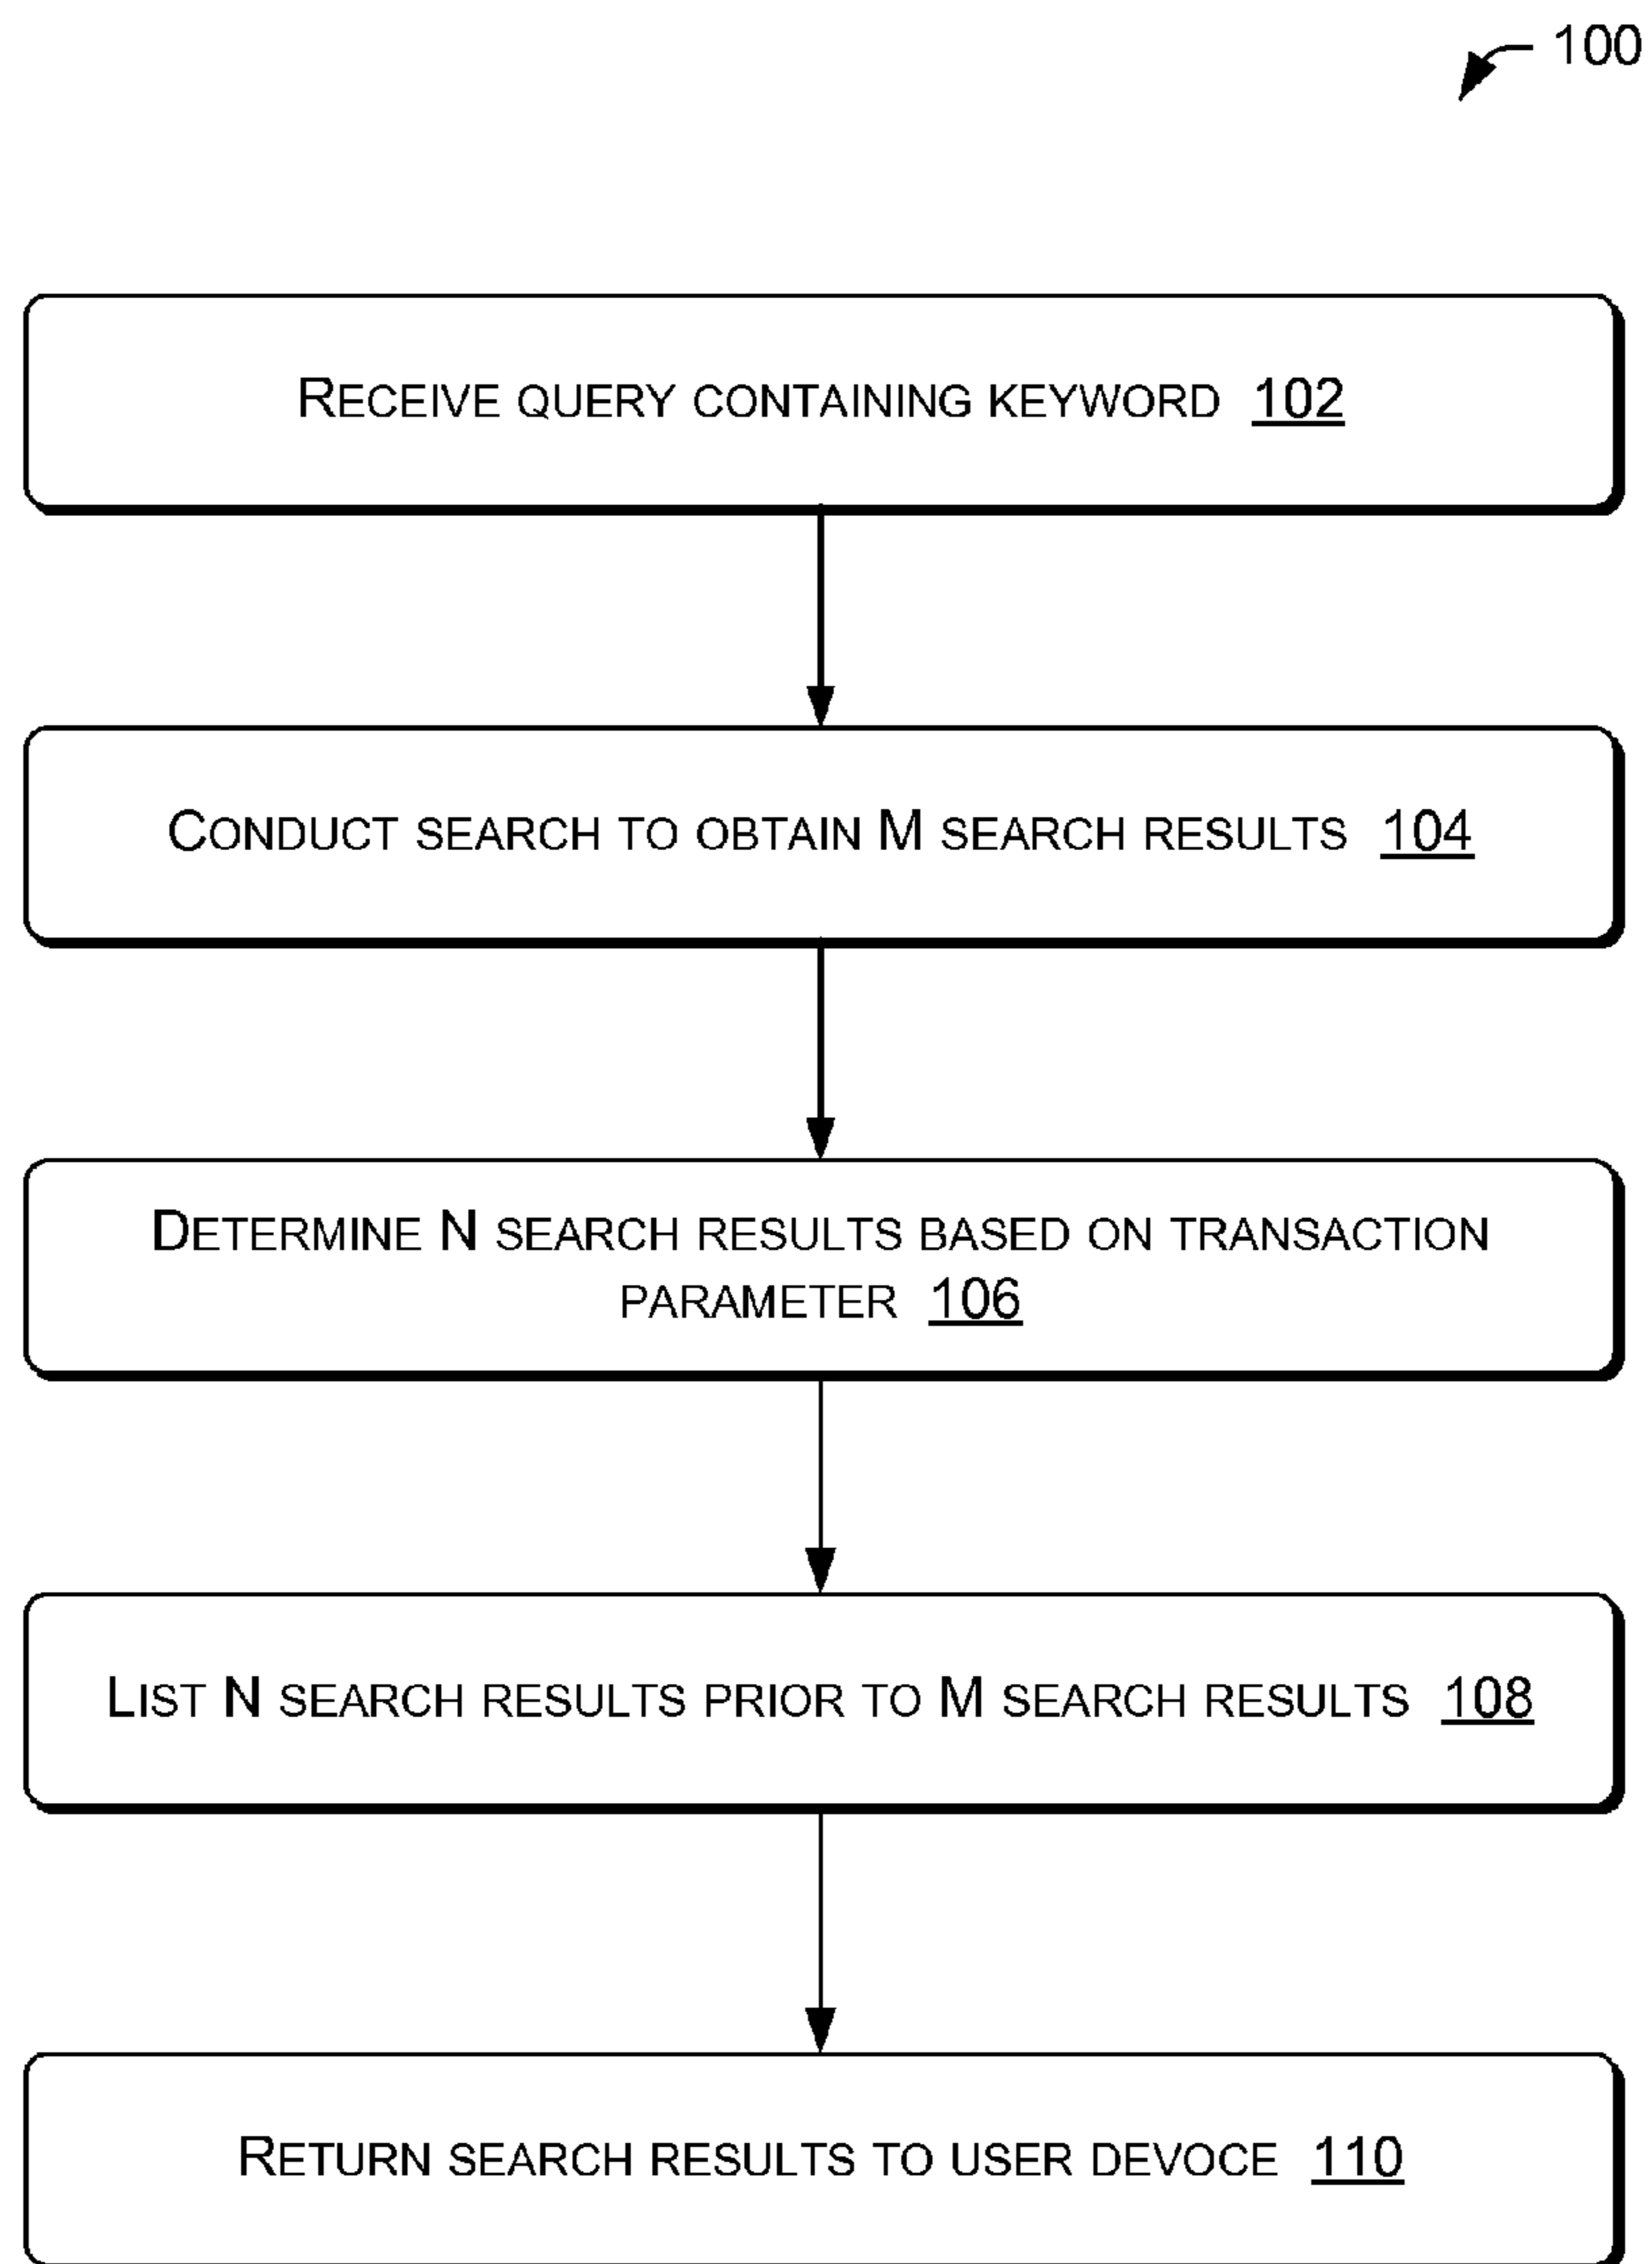 100
RECEIVE QUERY CONTAINING KEYWORD 102
CONDUCT SEARCH TO OBTAIN M SEARCH RESULTS 104
DETERMINE N SEARCH RESULTS BASED ON TRANSACTION
PARAMETER 106
LIST N SEARCH RESULTS PRIOR TO M SEARCH RESULTS 108
RETURN SEARCH RESULTS TO USER DEVOCE 110